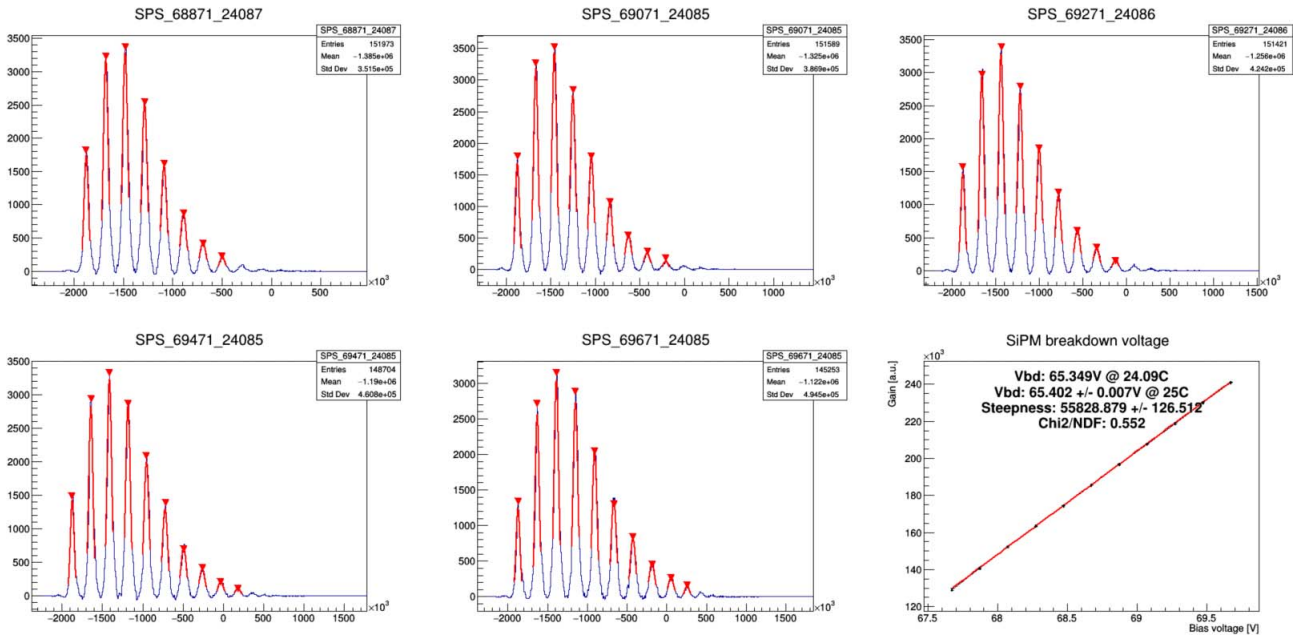 SPS_68871_24087
SPS_68871_24087
Entries 151973
Mean −1.385e+06
Std Dev 3.515e+05
3500
3000
2500
2000
1500
1000
500
0
−2000 −1500 −1000 −500 0 500
×10³
SPS_69071_24085
SPS_69071_24085
Entries 151589
Mean −1.325e+06
Std Dev 3.869e+05
3500
3000
2500
2000
1500
1000
500
0
−2000 −1500 −1000 −500 0 500 1000
×10³
SPS_69271_24086
SPS_69271_24086
Entries 151421
Mean −1.256e+06
Std Dev 4.242e+05
3500
3000
2500
2000
1500
1000
500
0
−2000 −1500 −1000 −500 0 500 1000 1500
×10³
SPS_69471_24085
SPS_69471_24085
Entries 148704
Mean −1.19e+06
Std Dev 4.608e+05
3500
3000
2500
2000
1500
1000
500
0
−2000 −1500 −1000 −500 0 500 1000 1500
×10³
SPS_69671_24085
SPS_69671_24085
Entries 145253
Mean −1.122e+06
Std Dev 4.945e+05
3000
2500
2000
1500
1000
500
0
−2000 −1500 −1000 −500 0 500 1000 1500
×10³
SiPM breakdown voltage
×10³
Gain [a.u.]
Vbd: 65.349V @ 24.09C
Vbd: 65.402 +/- 0.007V @ 25C
Steepness: 55828.879 +/- 126.512
Chi2/NDF: 0.552
240
220
200
180
160
140
120
67.5 68 68.5 69 69.5
Bias voltage [V]